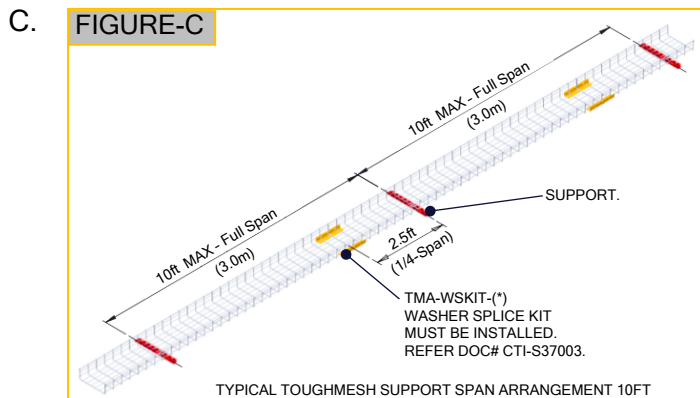 C.
FIGURE-C
10ft MAX - Full Span
(3.0m)
10ft MAX - Full Span
(3.0m)
SUPPORT.
2.5ft
(1/4-Span)
TMA-WSKIT-(*)
WASHER SPLICE KIT
MUST BE INSTALLED.
REFER DOC# CTI-S37003.
TYPICAL TOUGHMESH SUPPORT SPAN ARRANGEMENT 10FT